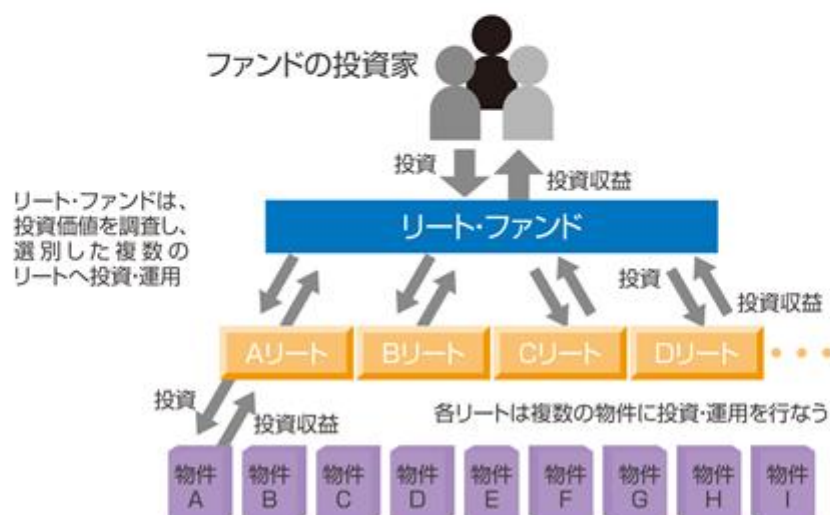 ファンドの投資家
投資
投資収益
リート・ファンドは、
投資価値を調査し、
選別した複数の
リートへ投資・運用
リート・ファンド
投資
投資収益
Aリート
Bリート
Cリート
Dリート
投資
投資収益
各リートは複数の物件に投資・運用を行なう
物件
A
物件
B
物件
C
物件
D
物件
E
物件
F
物件
G
物件
H
物件
I